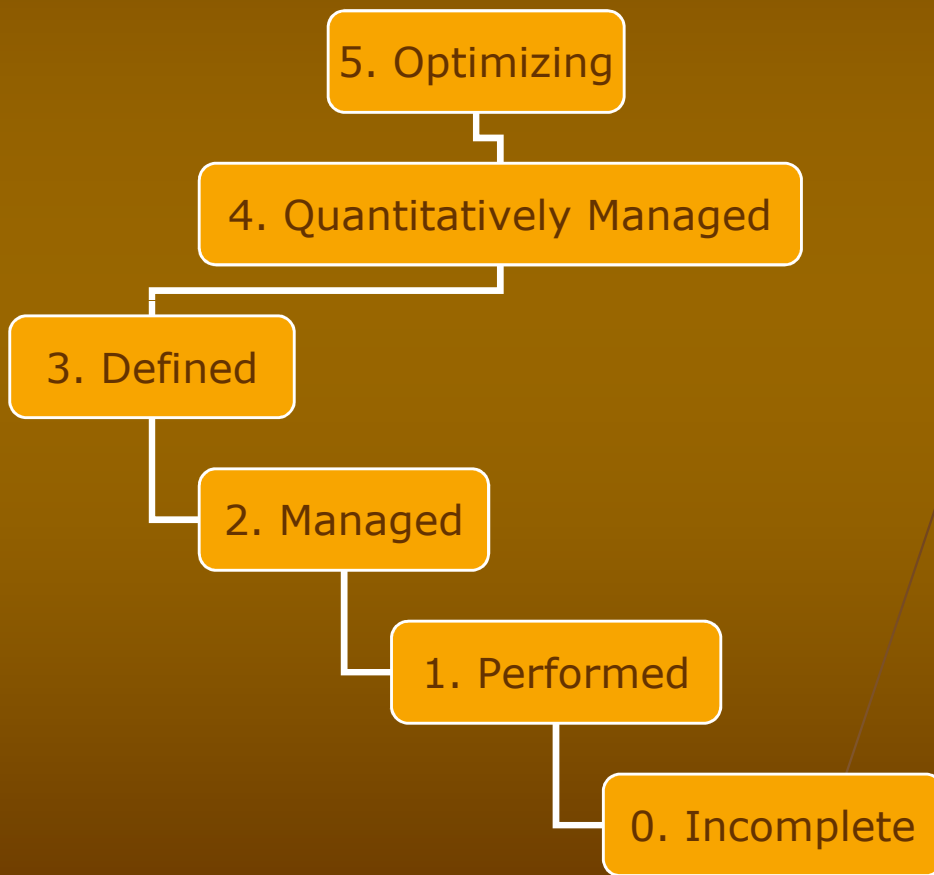 5. Optimizing
4. Quantitatively Managed
3. Defined
2. Managed
1. Performed
0. Incomplete